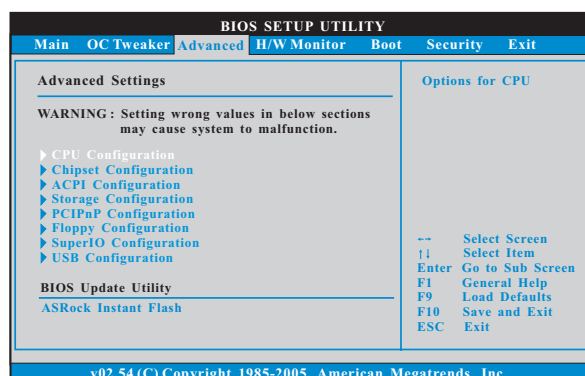 BIOS SETUP UTILITY
Main OC Tweaker Advanced H/W Monitor Boot Security Exit
Advanced Settings
WARNING : Setting wrong values in below sections
may cause system to malfunction.
CPU Configuration
Chipset Configuration
ACPI Configuration
Storage Configuration
PCIPnP Configuration
Floppy Configuration
SuperIO Configuration
USB Configuration
BIOS Update Utility
ASRock Instant Flash
Options for CPU
←→ Select Screen
↑↓ Select Item
Enter Go to Sub Screen
F1 General Help
F9 Load Defaults
F10 Save and Exit
ESC Exit
v02.54 (C) Copyright 1985-2005, American Megatrends, Inc.